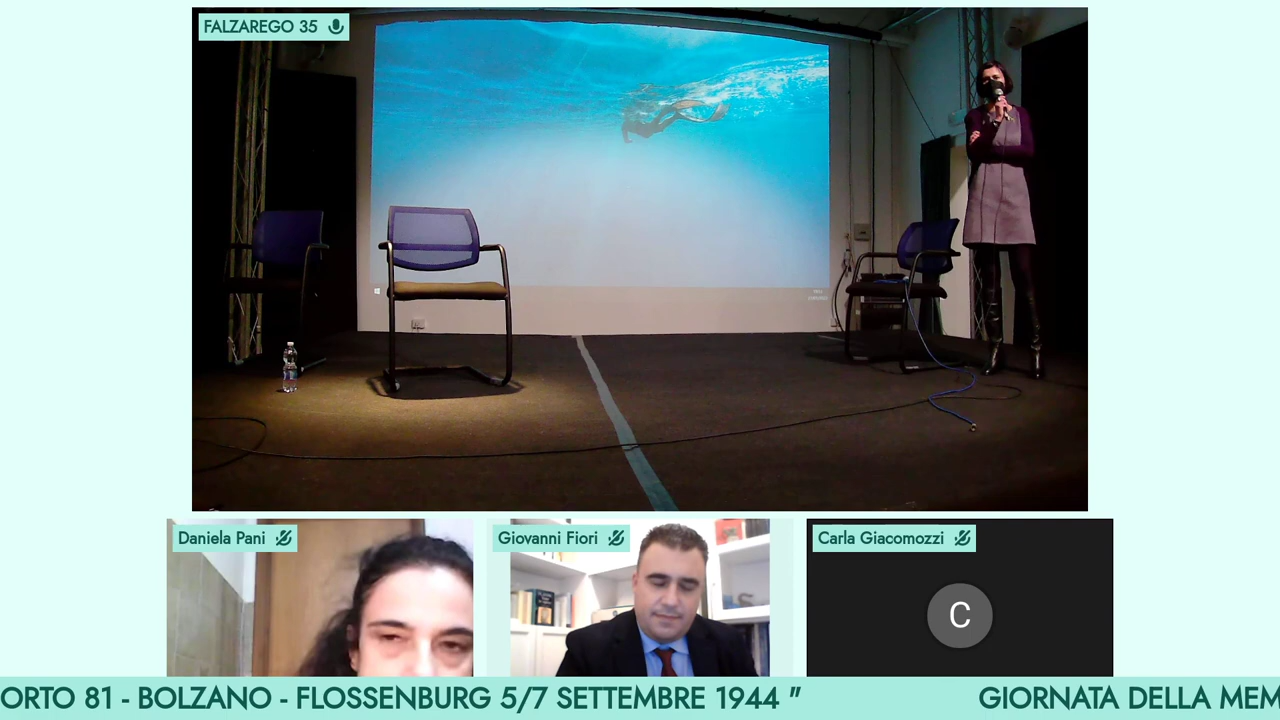 FALZAREGO 35
Daniela Pani
Giovanni Fiori
Carla Giacomozzi
C
ORTO 81 - BOLZANO - FLOSSENBURG 5/7 SETTEMBRE 1944 " GIORNATA DELLA MEM